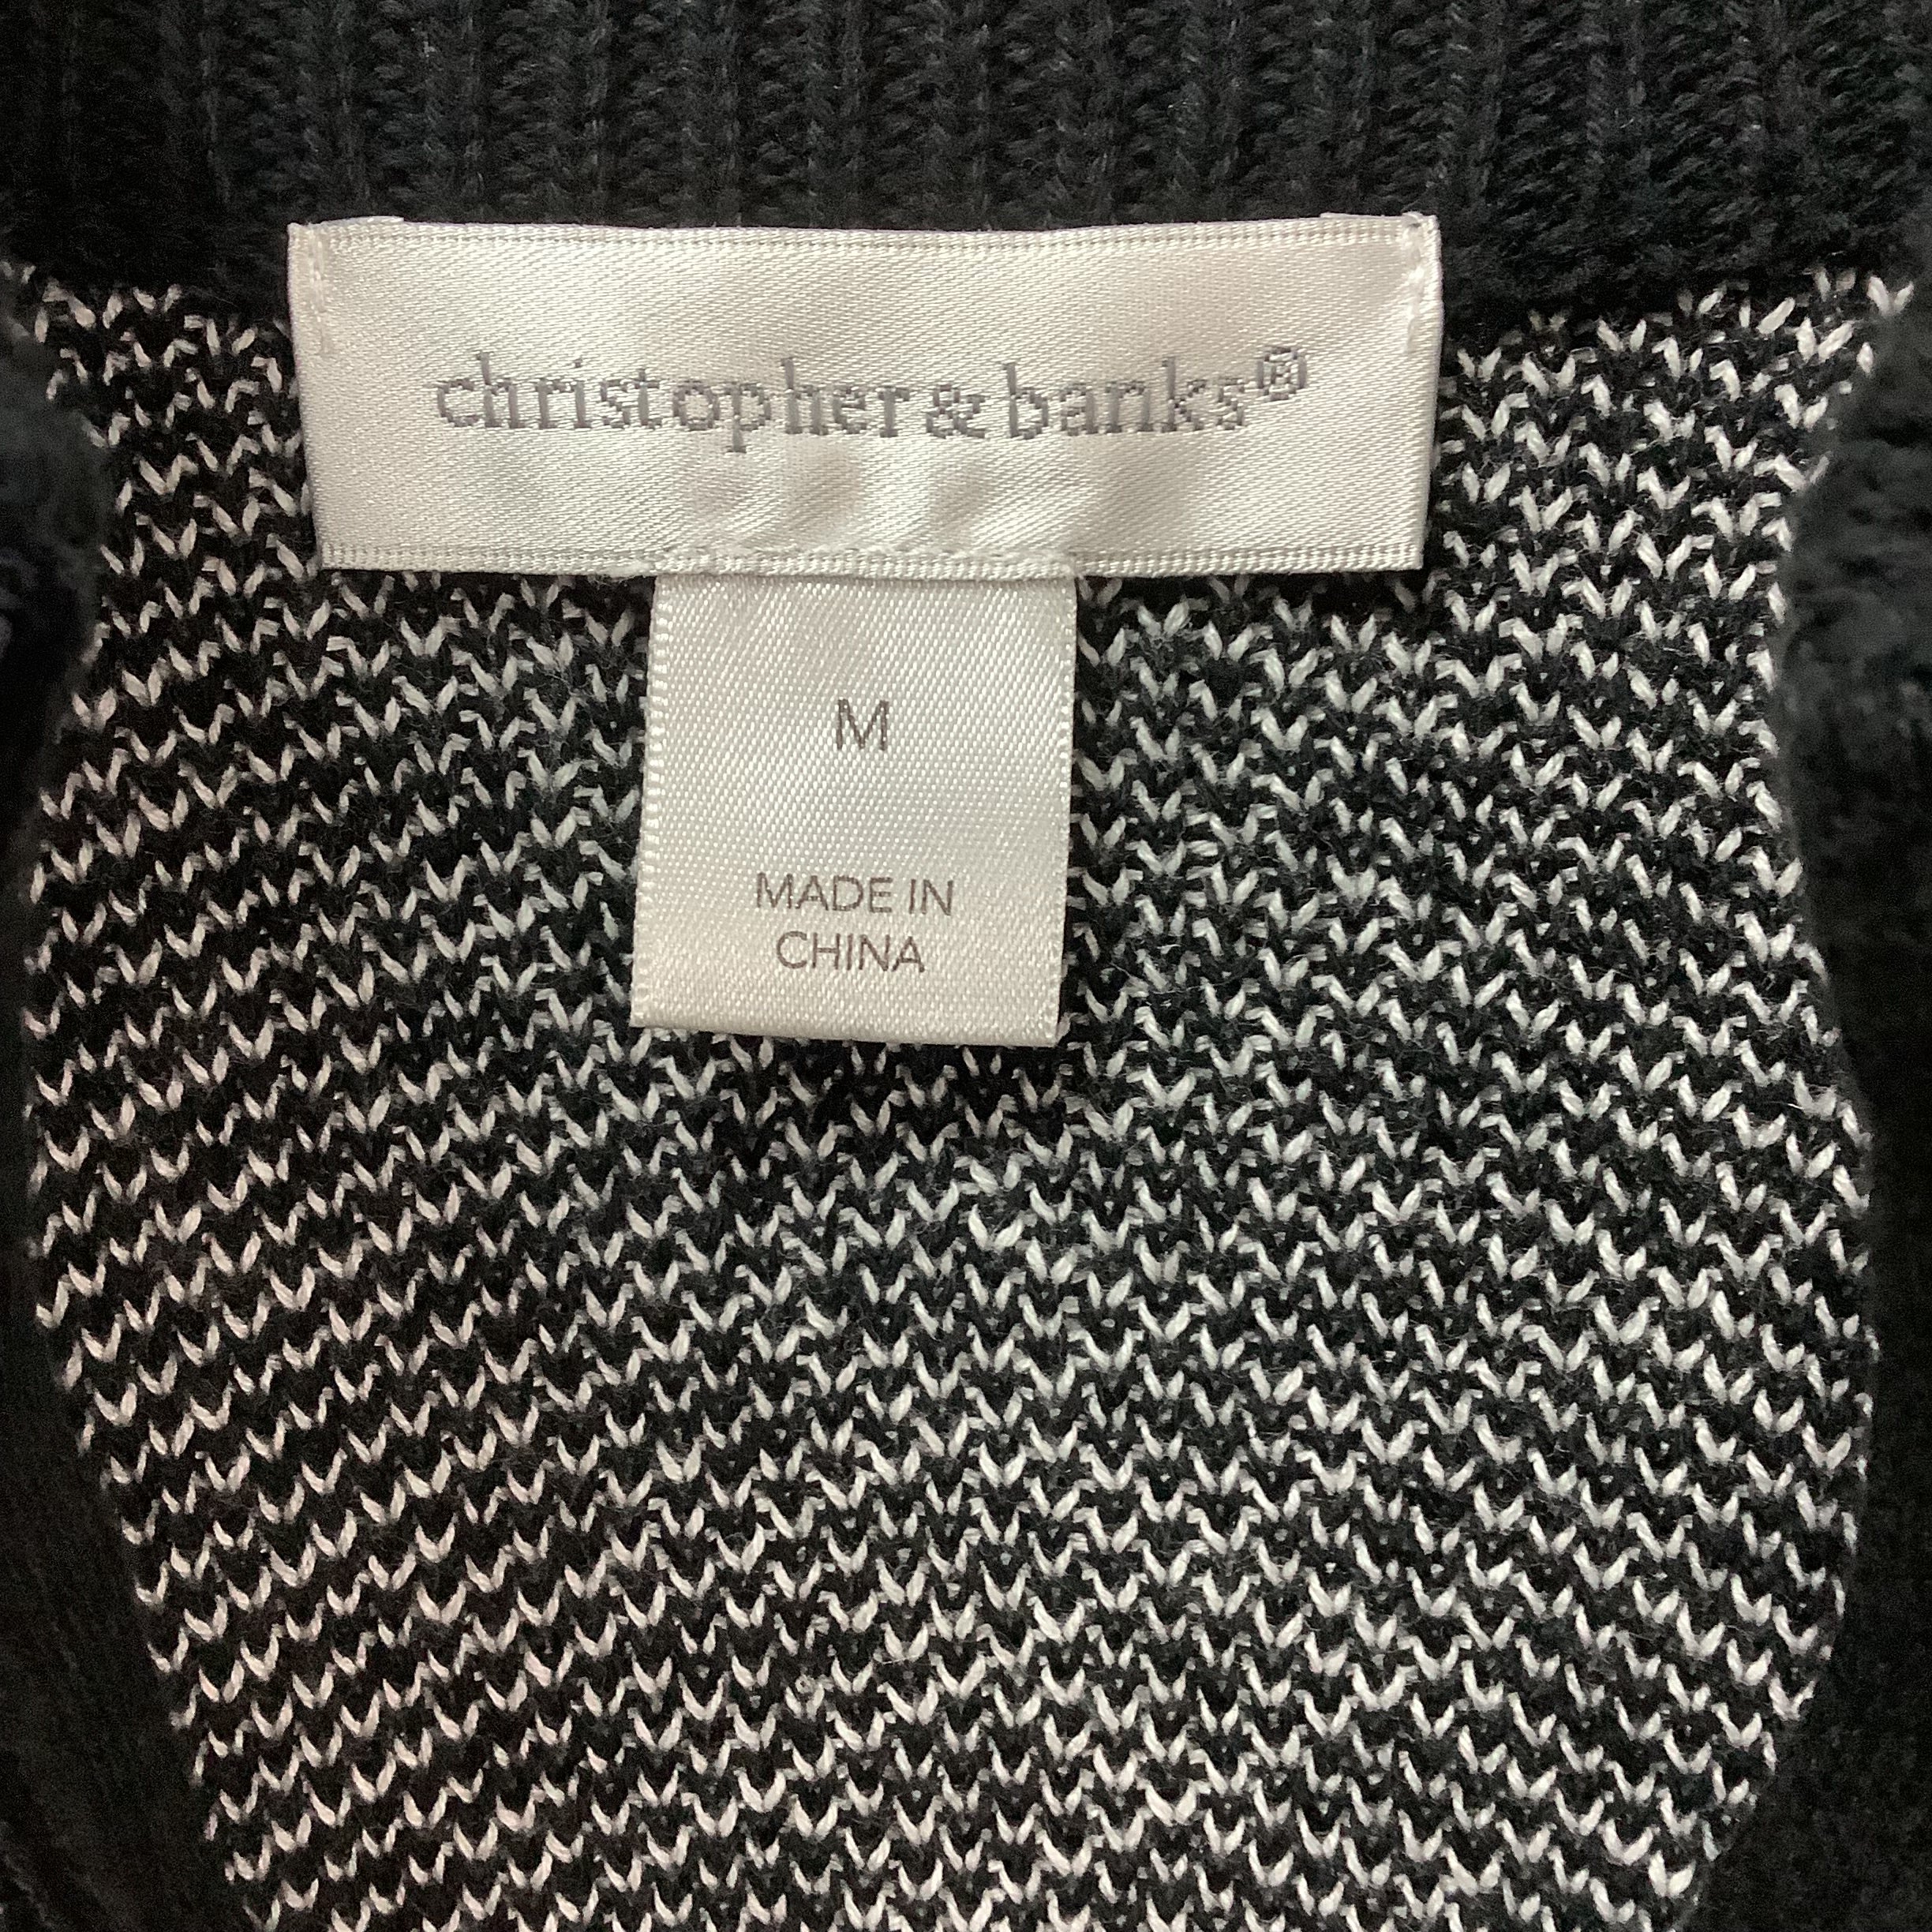 christopher & banks®
M
MADE IN
CHINA